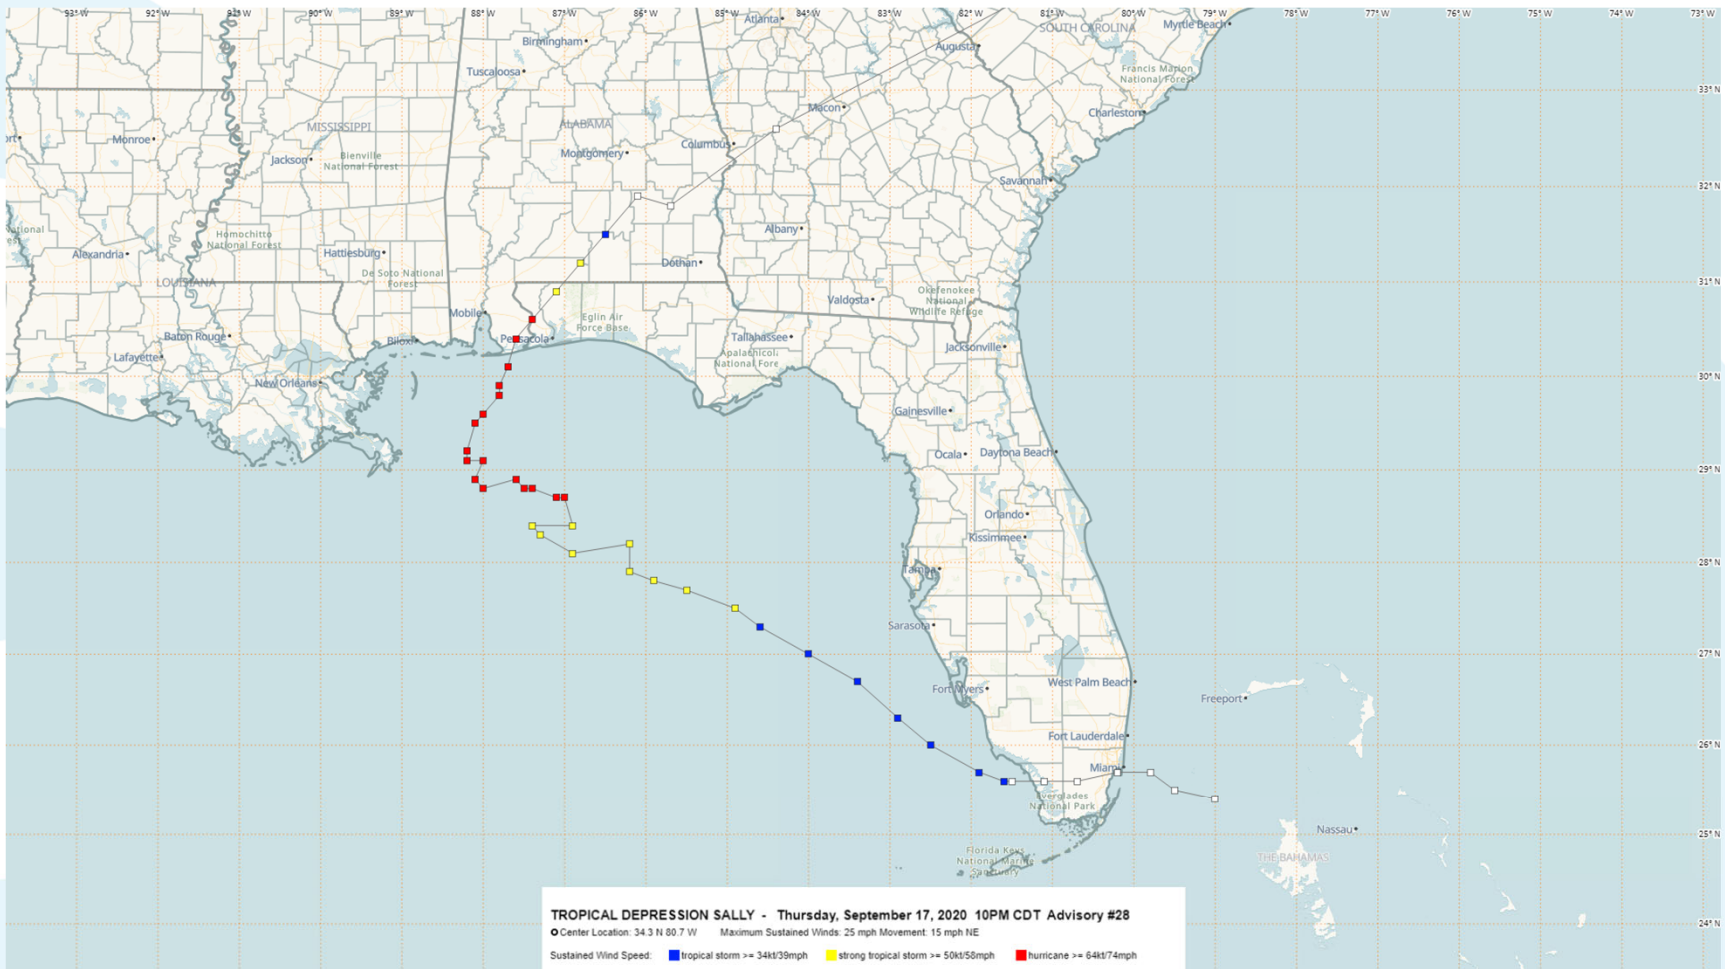 93°W 92°W 91°W 90°W 89°W 88°W 87°W 86°W 85°W 84°W 83°W 82°W 81°W 80°W 79°W 78°W 77°W 76°W 75°W 74°W 73°W
Atlanta
Myrtle Beach
SOUTH CAROLINA
Birmingham
Augusta
Tuscaloosa
Francis Marion
National Forest
33°N
Macon
Charleston
MISSISSIPPI
ALABAMA
Monroe
Columbus
Jackson
Bienville
National Forest
Montgomery
Savannah
32°N
National
Homochitto
National Forest
Albany
Alexandria
Hattiesburg
Dothan
De Soto National
Forest
31°N
LOUISIANA
Okefenokee
National
Wildlife Refuge
Valdosta
Mobile
Eglin Air
Force Base
Baton Rouge
Biloxi
Pensacola
Tallahassee
Jacksonville
Lafayette
Apalachicola
National Fore
New Orleans
30°N
Gainesville
Ocala
Daytona Beach
29°N
Orlando
Kissimmee
Tampa
28°N
Sarasota
27°N
Fort Myers
West Palm Beach
Freeport
Fort Lauderdale
26°N
Miami
Everglades
National Park
Nassau
25°N
Florida Keys
National Marine
Sanctuary
THE BAHAMAS
24°N
TROPICAL DEPRESSION SALLY - Thursday, September 17, 2020 10PM CDT Advisory #28
Center Location: 34.3 N 80.7 W Maximum Sustained Winds: 25 mph Movement: 15 mph NE
Sustained Wind Speed: tropical storm >= 34kt/39mph strong tropical storm >= 50kt/58mph hurricane >= 64kt/74mph